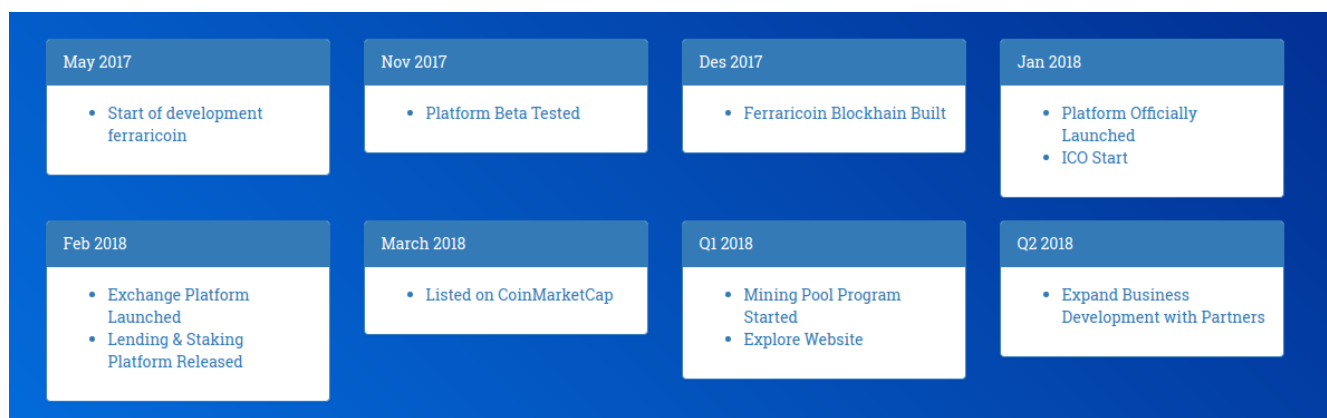 May 2017
• Start of development
ferraricoin
Nov 2017
• Platform Beta Tested
Des 2017
• Ferraricoin Blockhain Built
Jan 2018
• Platform Officially
Launched
• ICO Start
Feb 2018
• Exchange Platform
Launched
• Lending & Staking
Platform Released
March 2018
• Listed on CoinMarketCap
Q1 2018
• Mining Pool Program
Started
• Explore Website
Q2 2018
• Expand Business
Development with Partners